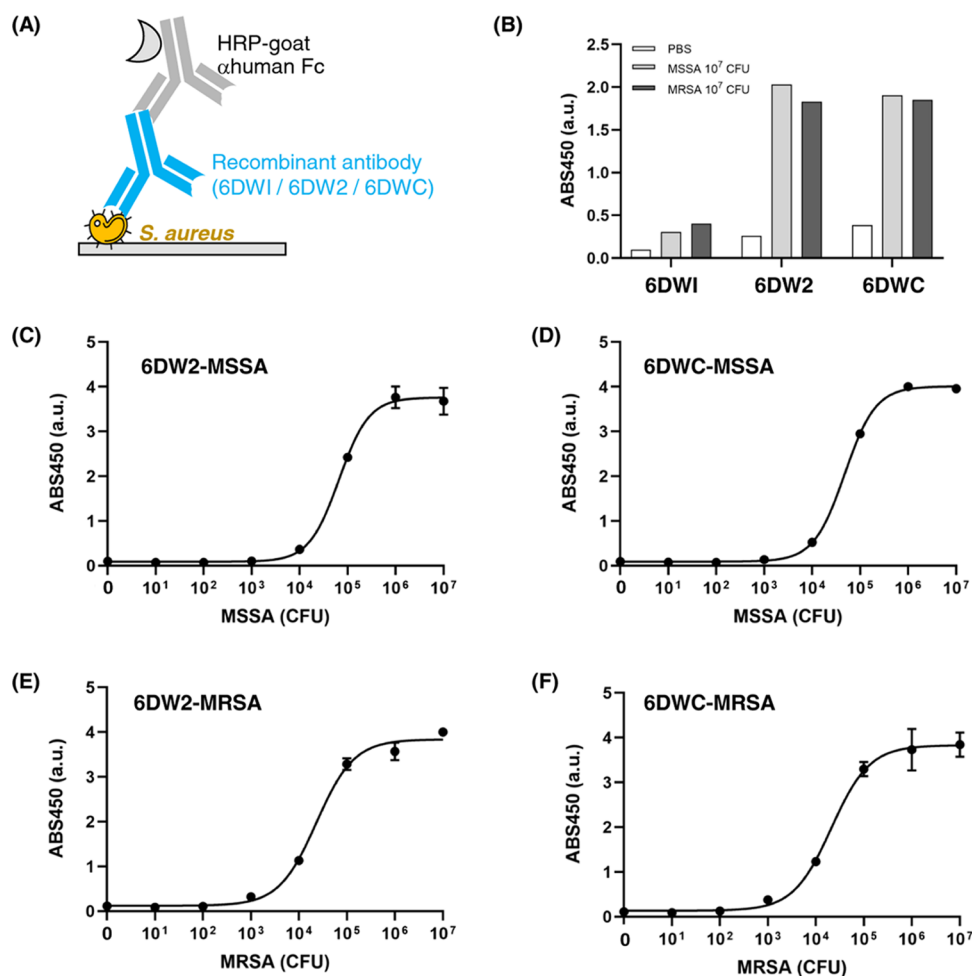 (A)
HRP-goat
αhuman Fc
Recombinant antibody
(6DWI / 6DW2 / 6DWC)
S. aureus
(B)
PBS
MSSA 10⁷ CFU
MRSA 10⁷ CFU
ABS450 (a.u.)
2.5
2.0
1.5
1.0
0.5
0.0
6DWI 6DW2 6DWC
(C)
6DW2-MSSA
ABS450 (a.u.)
5
4
3
2
1
0
0 10¹ 10² 10³ 10⁴ 10⁵ 10⁶ 10⁷
MSSA (CFU)
(D)
6DWC-MSSA
ABS450 (a.u.)
5
4
3
2
1
0
0 10¹ 10² 10³ 10⁴ 10⁵ 10⁶ 10⁷
MSSA (CFU)
(E)
6DW2-MRSA
ABS450 (a.u.)
5
4
3
2
1
0
0 10¹ 10² 10³ 10⁴ 10⁵ 10⁶ 10⁷
MRSA (CFU)
(F)
6DWC-MRSA
ABS450 (a.u.)
5
4
3
2
1
0
0 10¹ 10² 10³ 10⁴ 10⁵ 10⁶ 10⁷
MRSA (CFU)